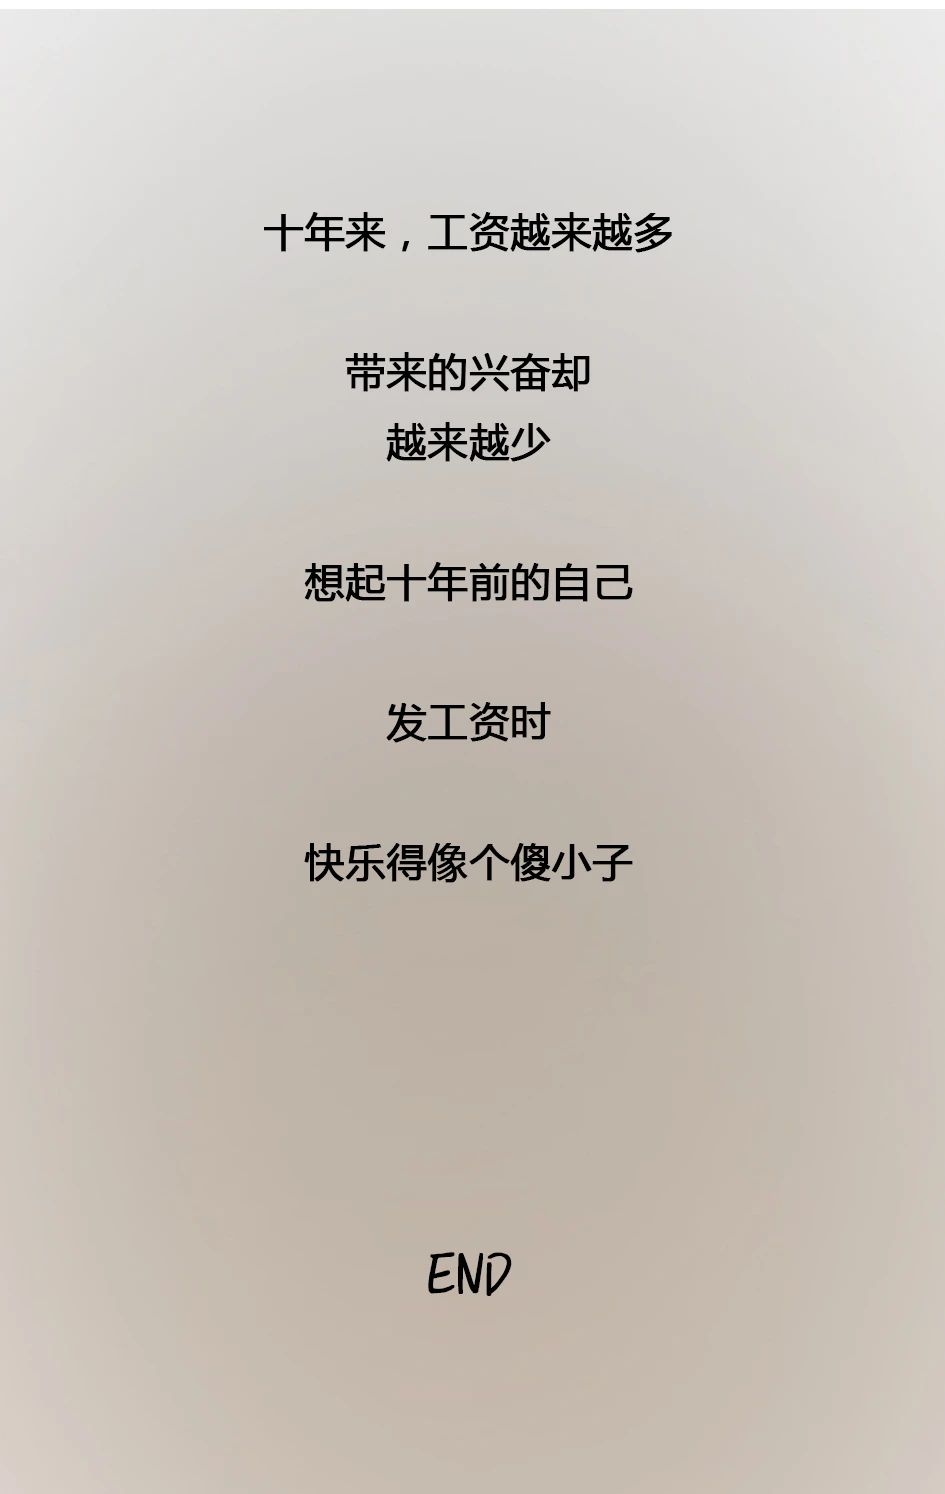 十年来，工资越来越多
带来的兴奋却
越来越少
想起十年前的自己
发工资时
快乐得像个傻小子
END